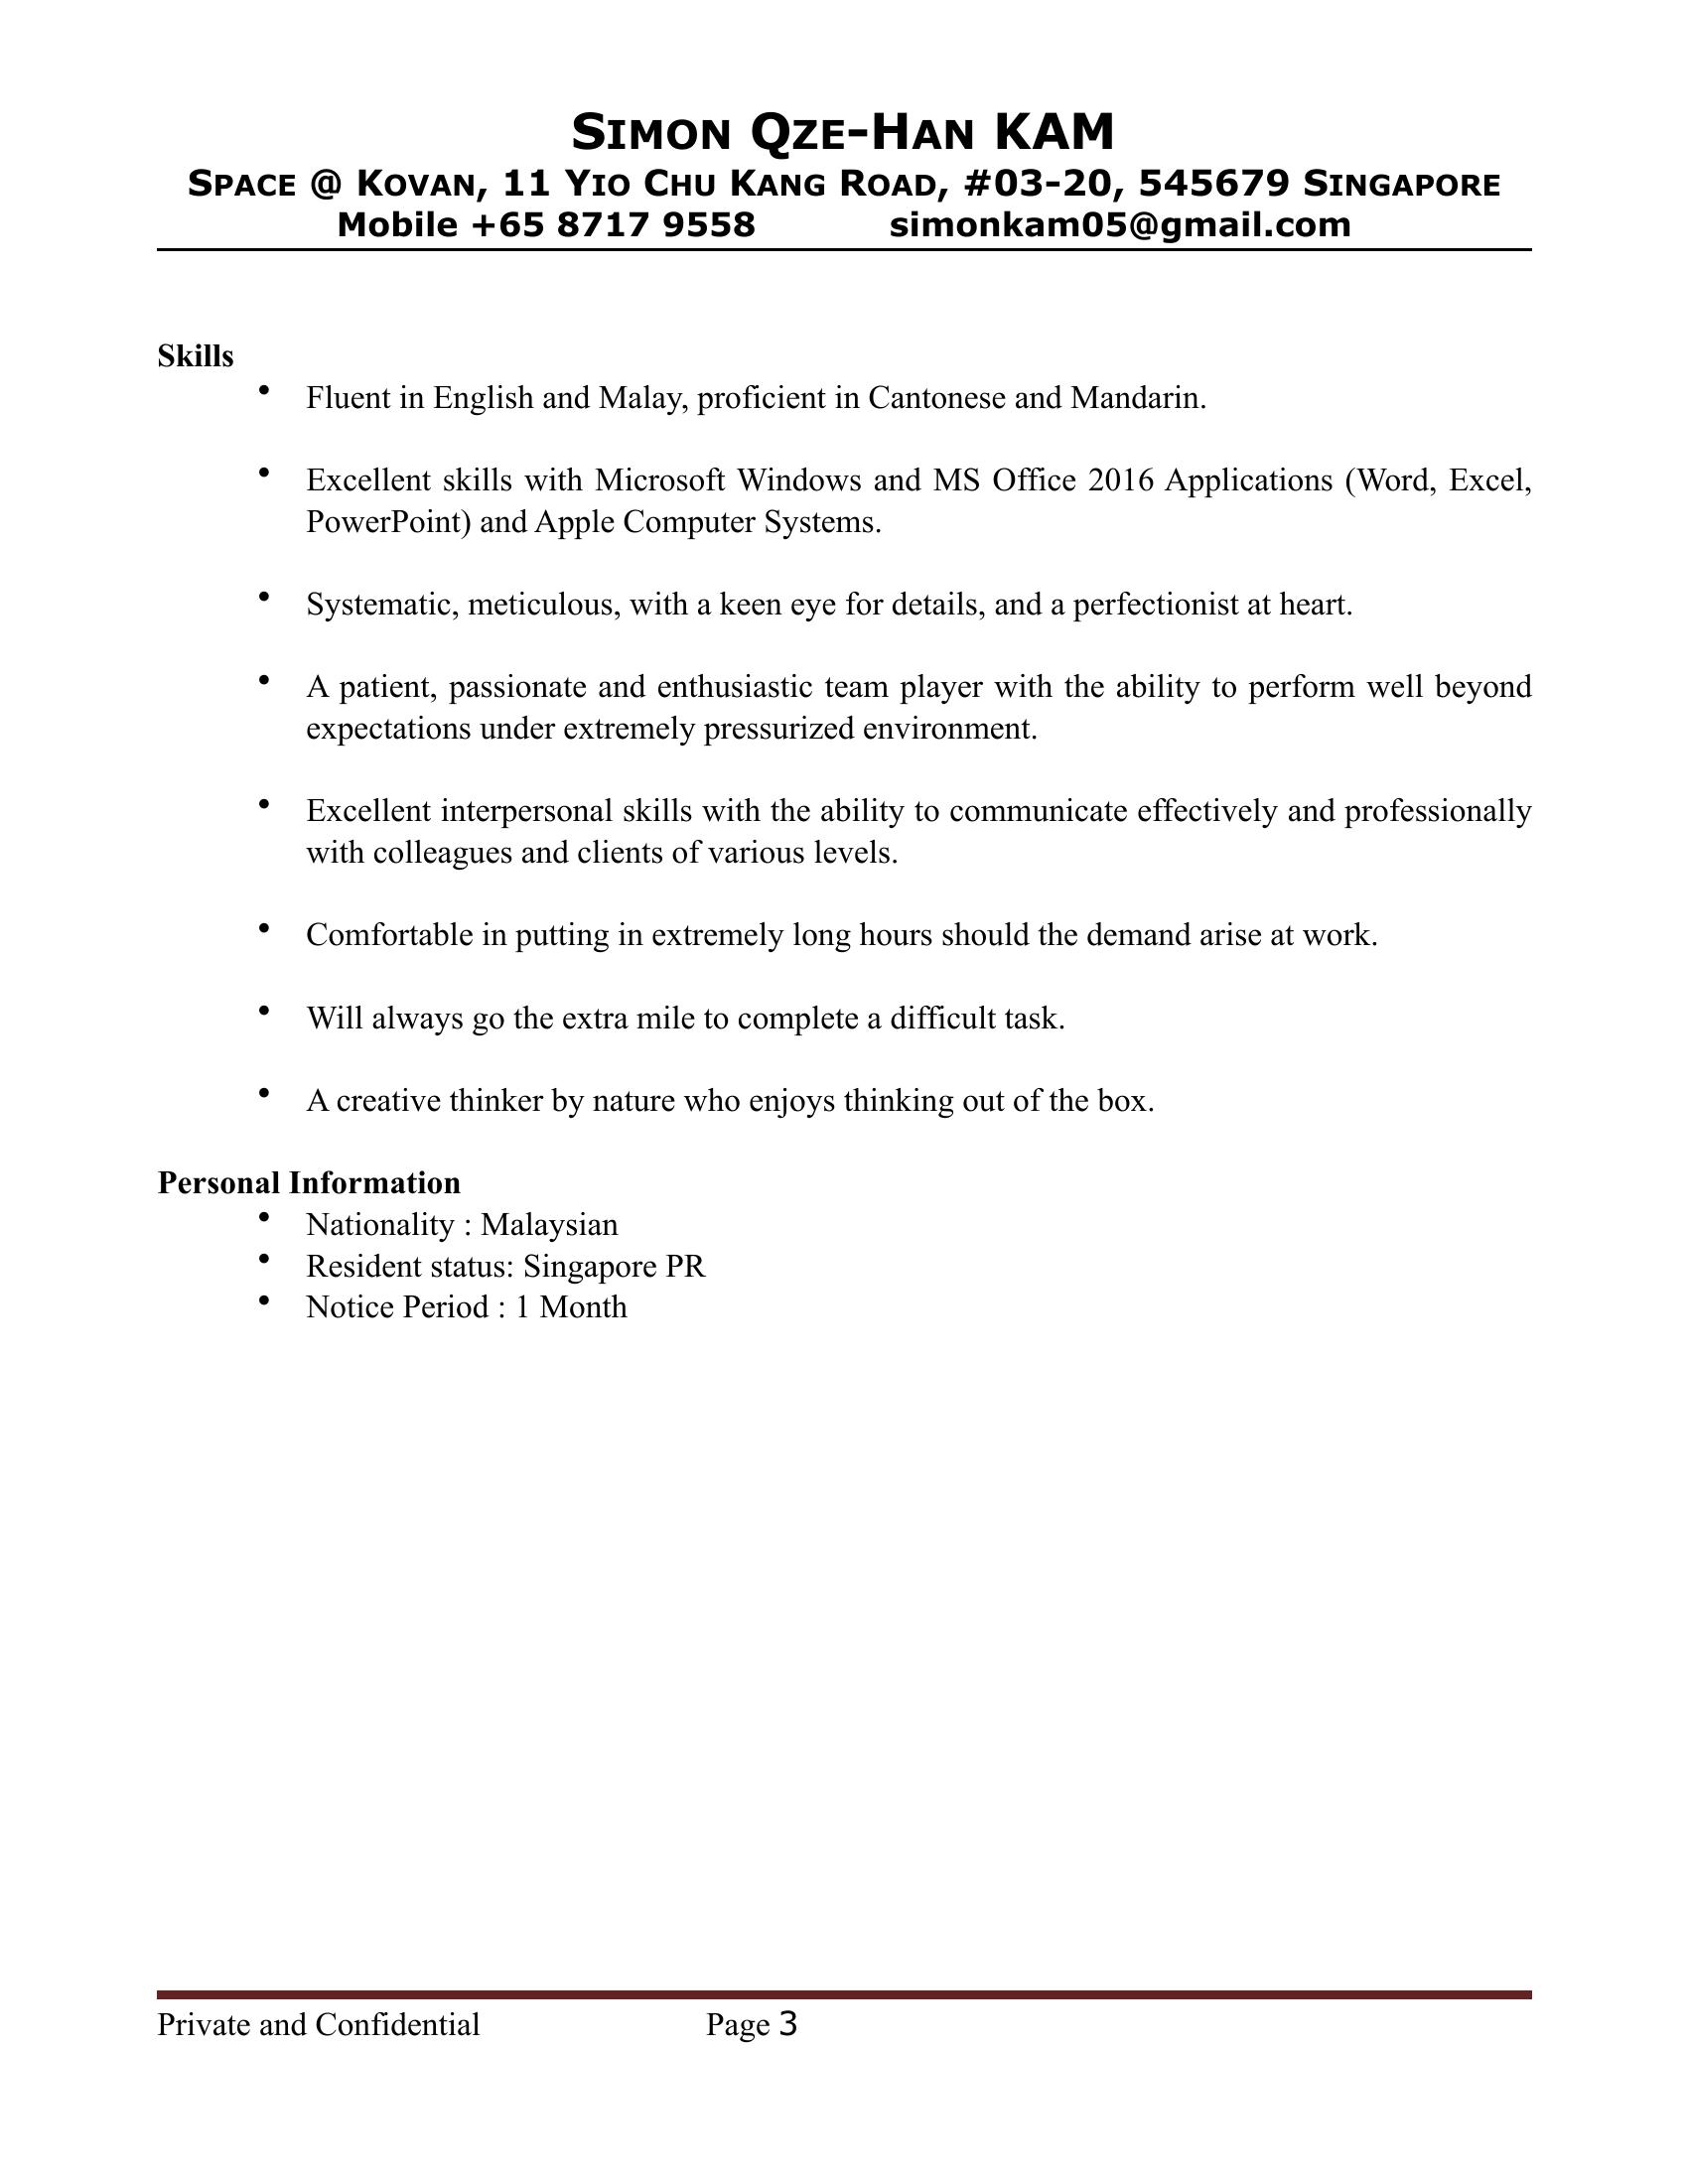 SIMON QZE-HAN KAM
SPACE @ KOVAN, 11 YIO CHU KANG ROAD, #03-20, 545679 SINGAPORE
Mobile +65 8717 9558 simonkam05@gmail.com
Skills
• Fluent in English and Malay, proficient in Cantonese and Mandarin.
• Excellent skills with Microsoft Windows and MS Office 2016 Applications (Word, Excel,
PowerPoint) and Apple Computer Systems.
• Systematic, meticulous, with a keen eye for details, and a perfectionist at heart.
• A patient, passionate and enthusiastic team player with the ability to perform well beyond
expectations under extremely pressurized environment.
• Excellent interpersonal skills with the ability to communicate effectively and professionally
with colleagues and clients of various levels.
• Comfortable in putting in extremely long hours should the demand arise at work.
• Will always go the extra mile to complete a difficult task.
• A creative thinker by nature who enjoys thinking out of the box.
Personal Information
• Nationality : Malaysian
• Resident status: Singapore PR
• Notice Period : 1 Month
Private and Confidential Page 3